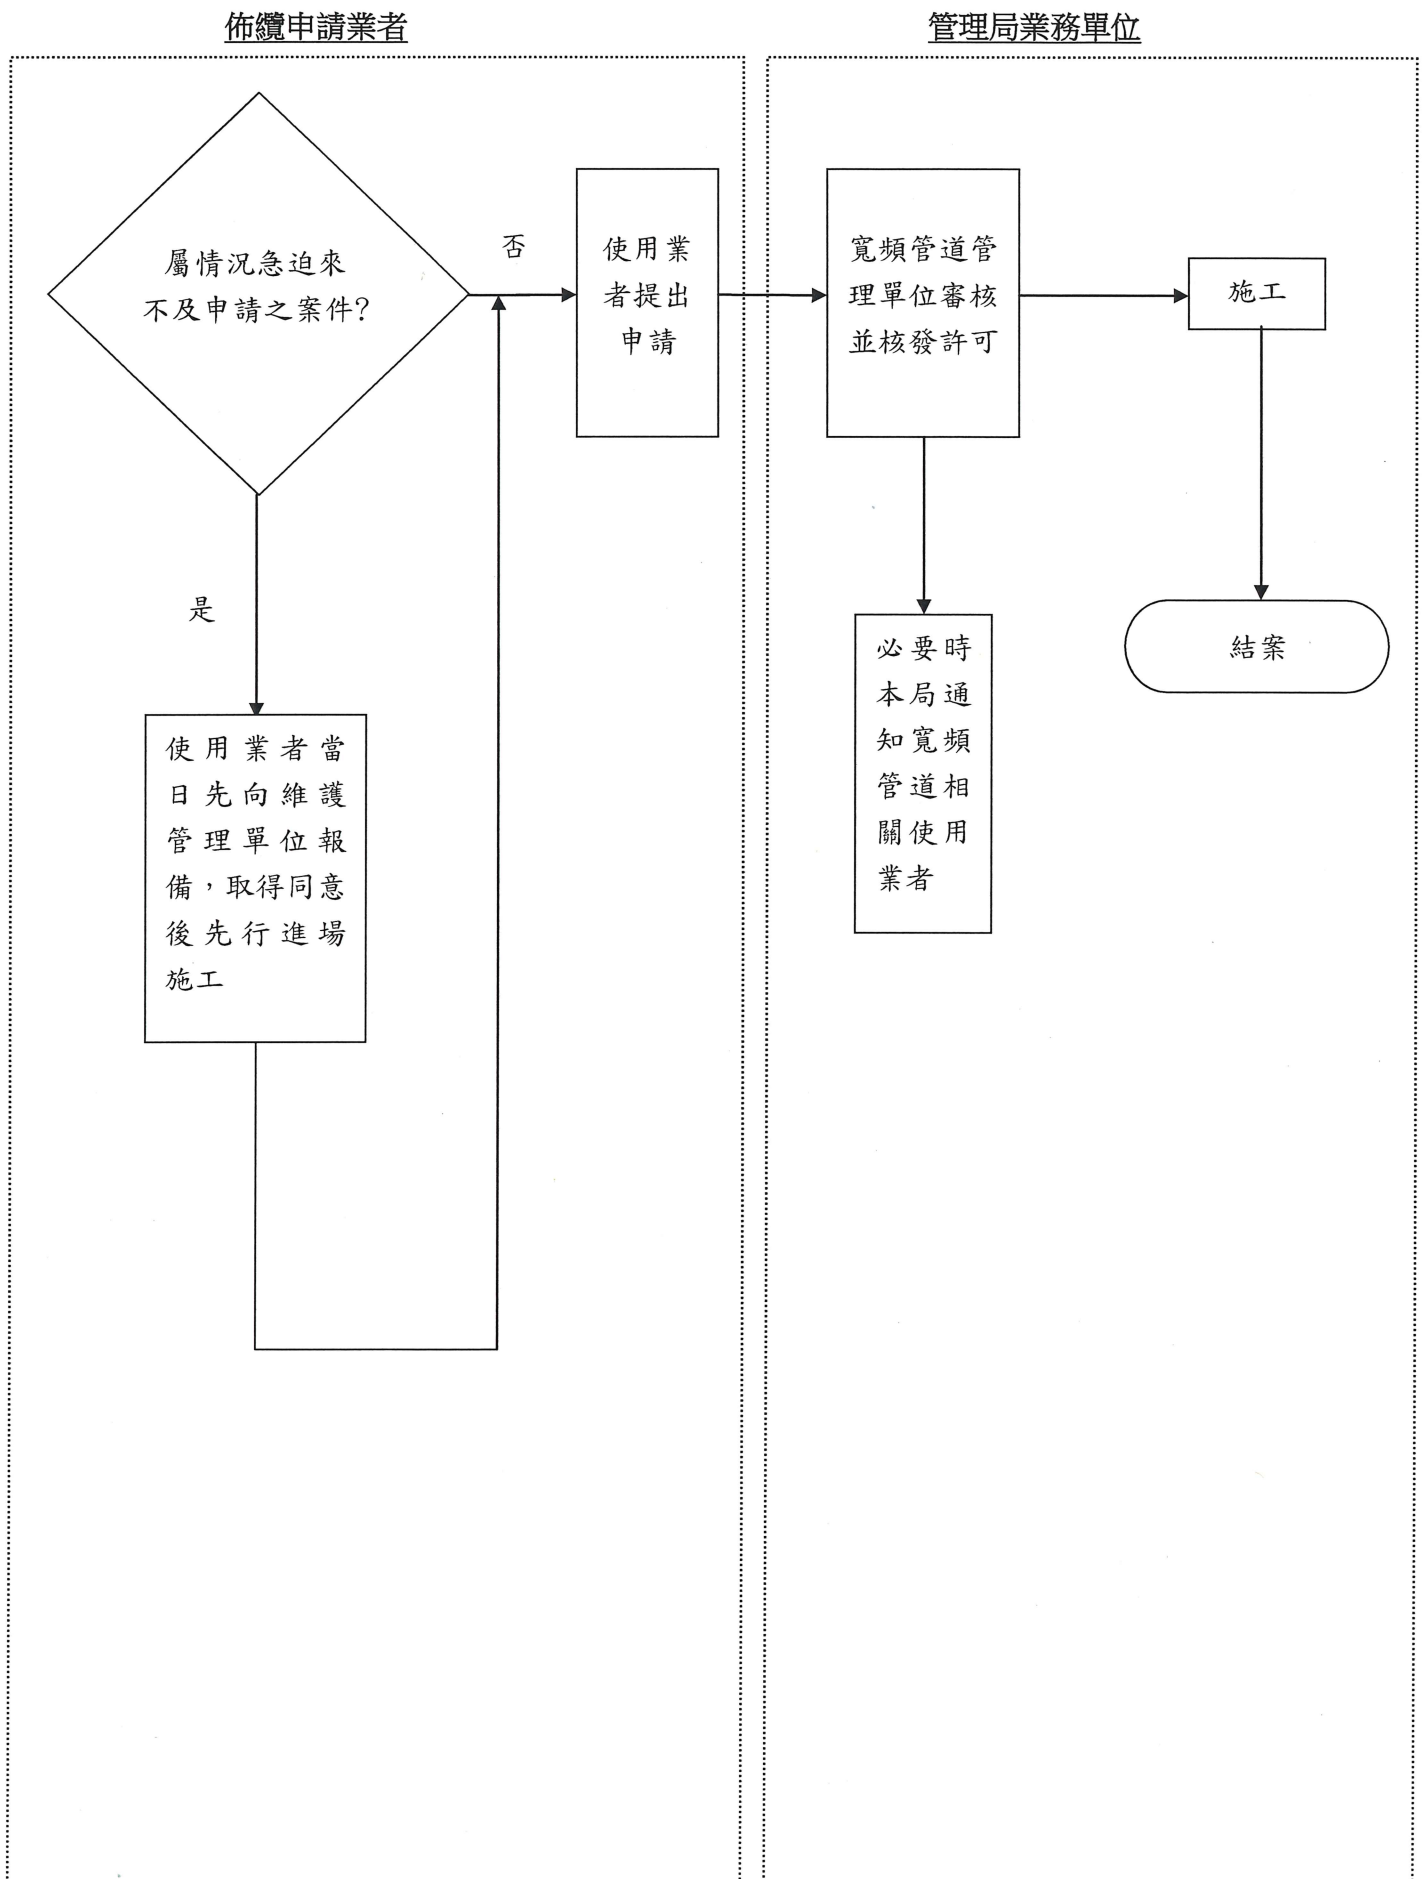 佈纜申請業者
管理局業務單位
屬情況急迫來
不及申請之案件？
否
使用業
者提出
申請
寬頻管道管
理單位審核
並核發許可
施工
是
使用業者當
日先向維護
管理單位報
備，取得同意
後先行進場
施工
必要時
本局通
知寬頻
管道相
關使用
業者
結案